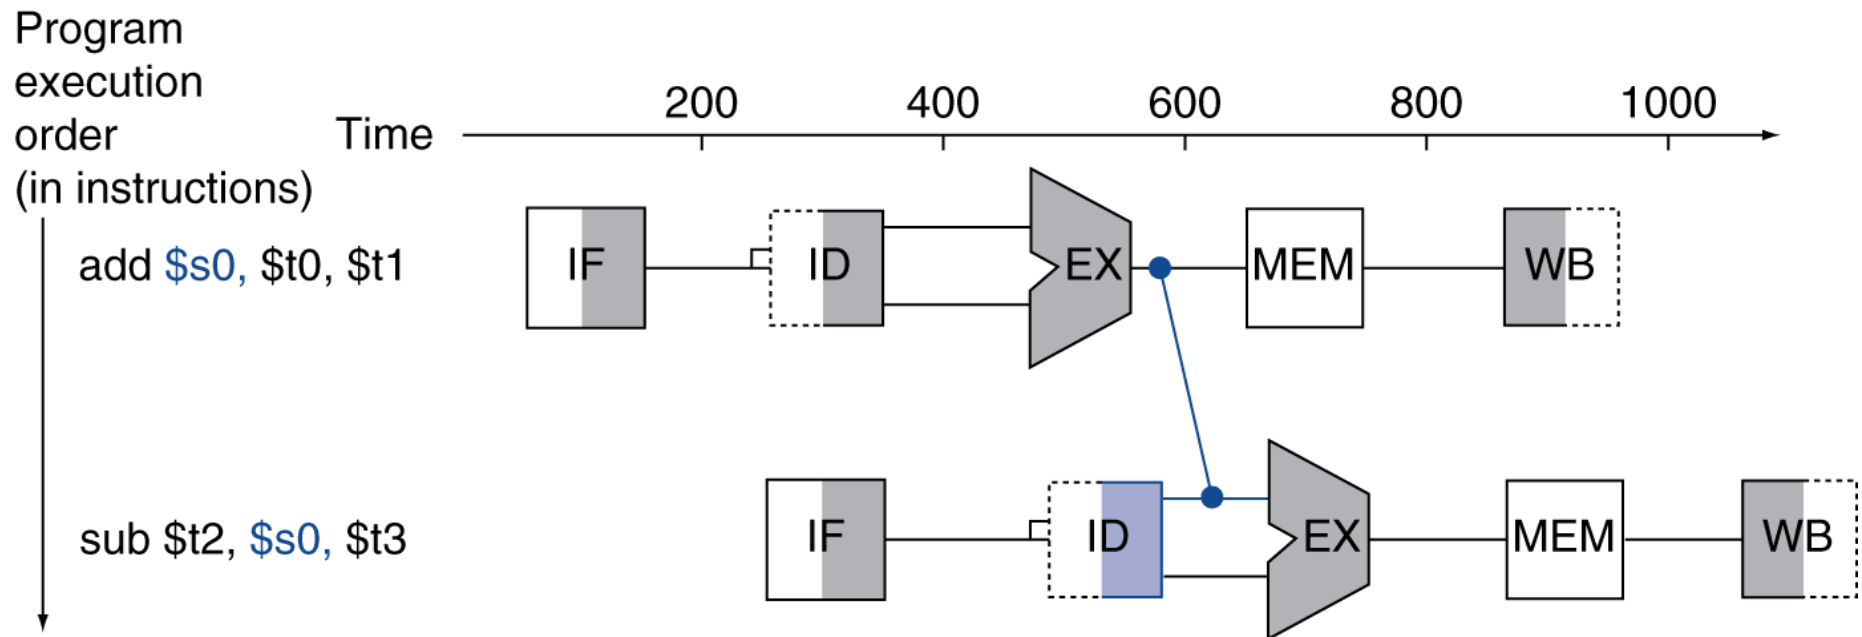 Program
execution
order
(in instructions)
Time
200 400 600 800 1000
add $s0, $t0, $t1
IF ID EX MEM WB
sub $t2, $s0, $t3
IF ID EX MEM WB